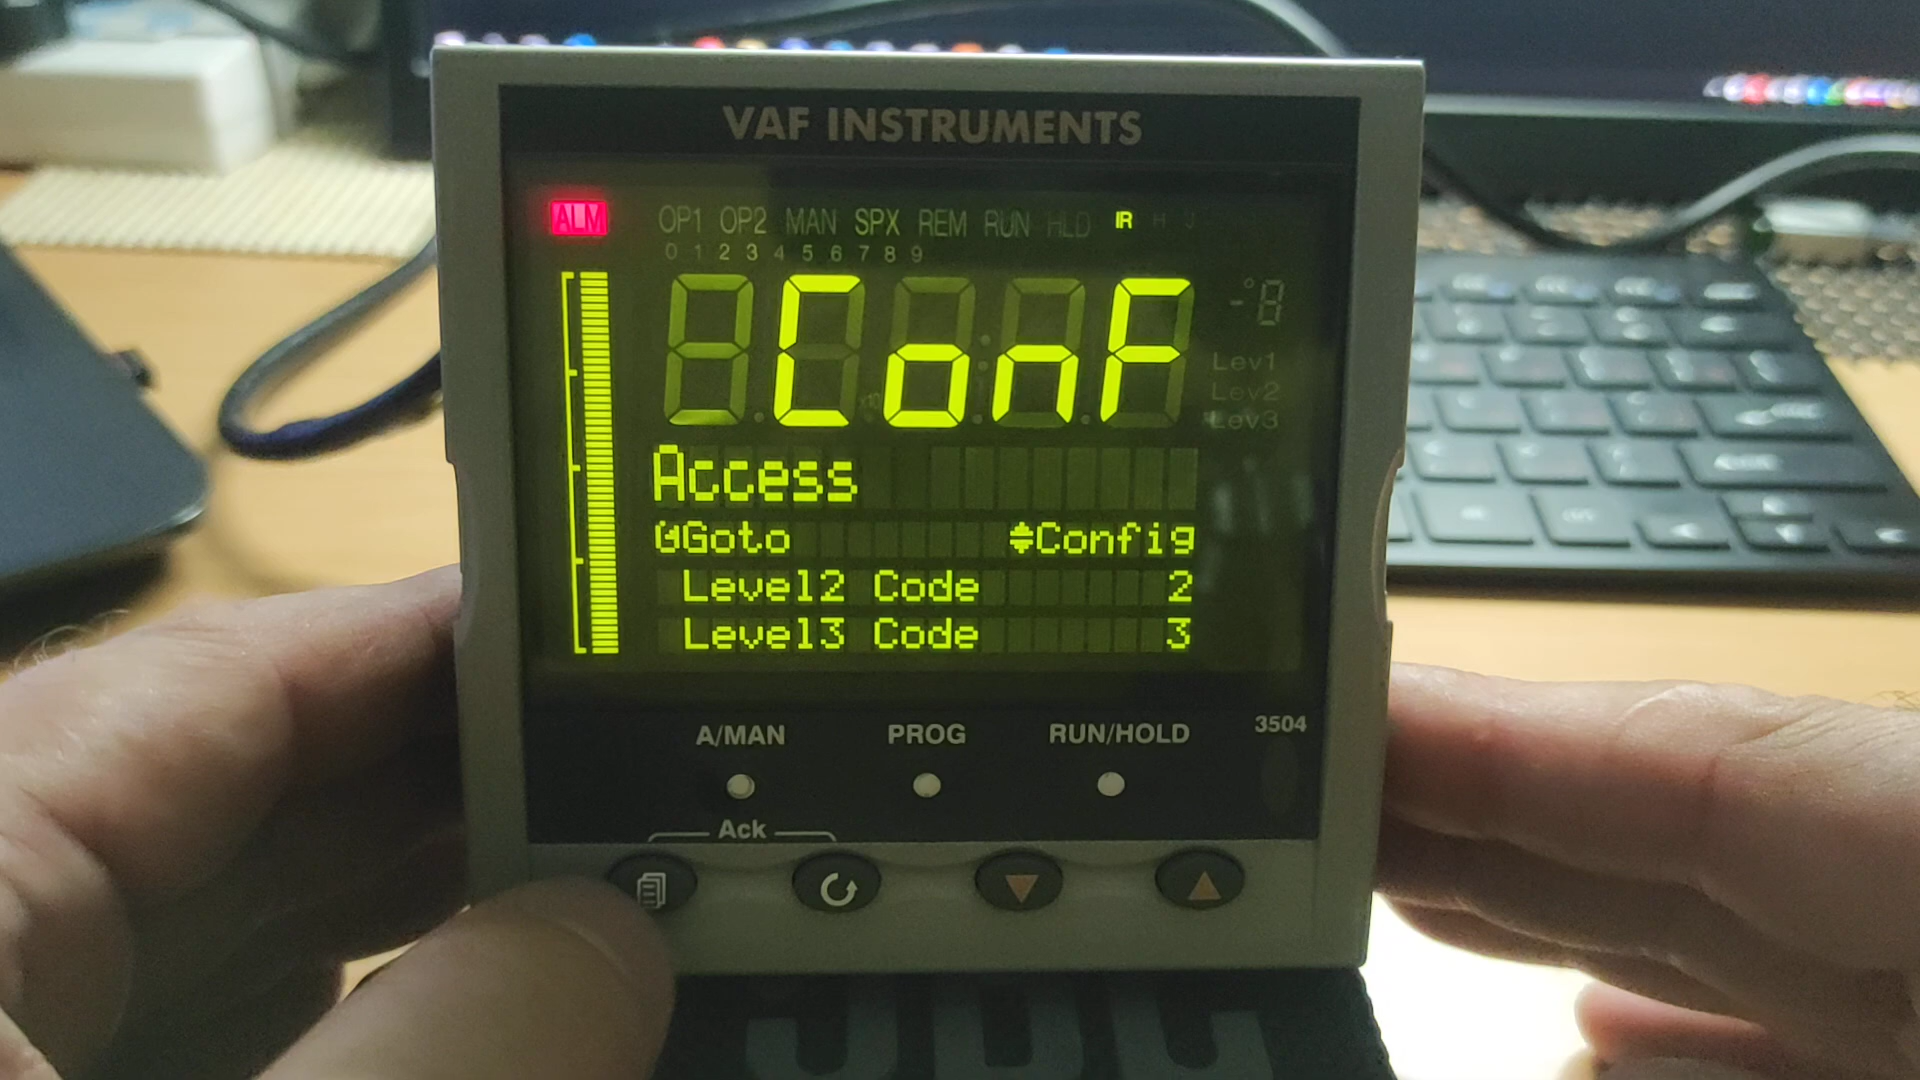 VAF INSTRUMENTS
ALM OP1 OP2 MAN SPX REM RUN HLD IR H J
0 1 2 3 4 5 6 7 8 9
ConF
Lev1
Lev2
Lev3
Access
Goto Config
Level2 Code 2
Level3 Code 3
A/MAN PROG RUN/HOLD 3504
Ack